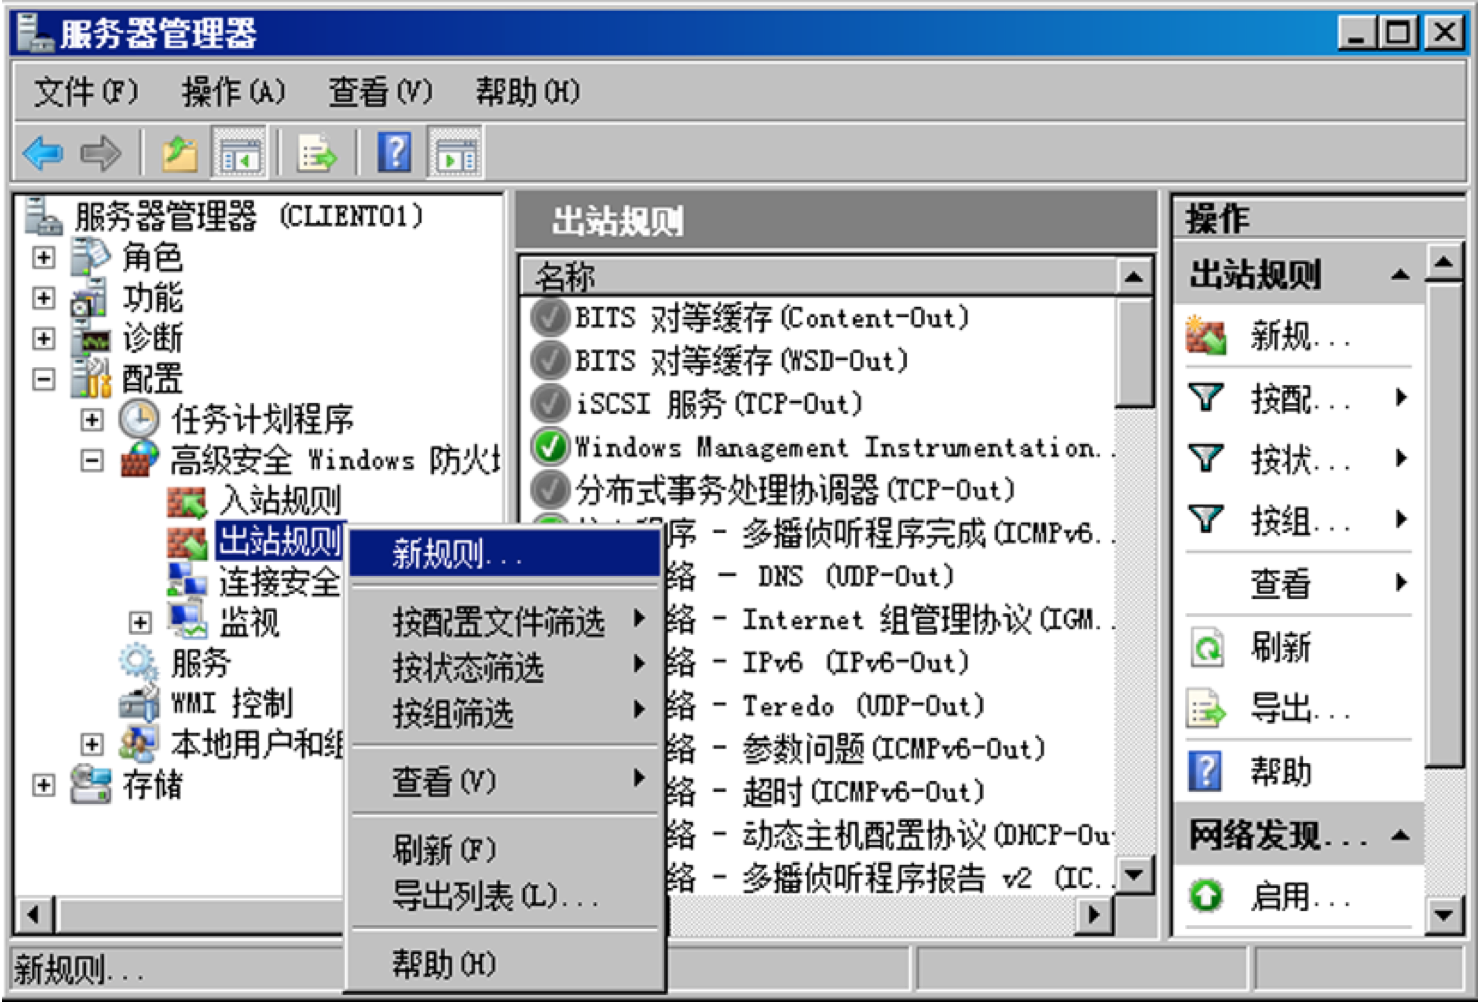 服务器管理器
文件(F) 操作(A) 查看(V) 帮助(H)
服务器管理器 (CLIENT01)
角色
功能
诊断
配置
任务计划程序
高级安全 Windows 防火
入站规则
出站规则
连接安全
监视
服务
WMI 控制
本地用户和
存储
新规则...
按配置文件筛选
按状态筛选
按组筛选
查看(V)
刷新(F)
导出列表(L)...
帮助(H)
出站规则
名称
BITS 对等缓存(Content-Out)
BITS 对等缓存(WSD-Out)
iSCSI 服务(TCP-Out)
Windows Management Instrumentation..
分布式事务处理协调器(TCP-Out)
序 - 多播侦听程序完成(ICMPv6..
络 - DNS (UDP-Out)
络 - Internet 组管理协议(IGM..
络 - IPv6 (IPv6-Out)
络 - Teredo (UDP-Out)
络 - 参数问题(ICMPv6-Out)
络 - 超时(ICMPv6-Out)
络 - 动态主机配置协议(DHCP-Ou
络 - 多播侦听程序报告 v2 (IC..
操作
出站规则
新规...
按配...
按状...
按组...
查看
刷新
导出...
帮助
网络发现...
启用...
新规则...